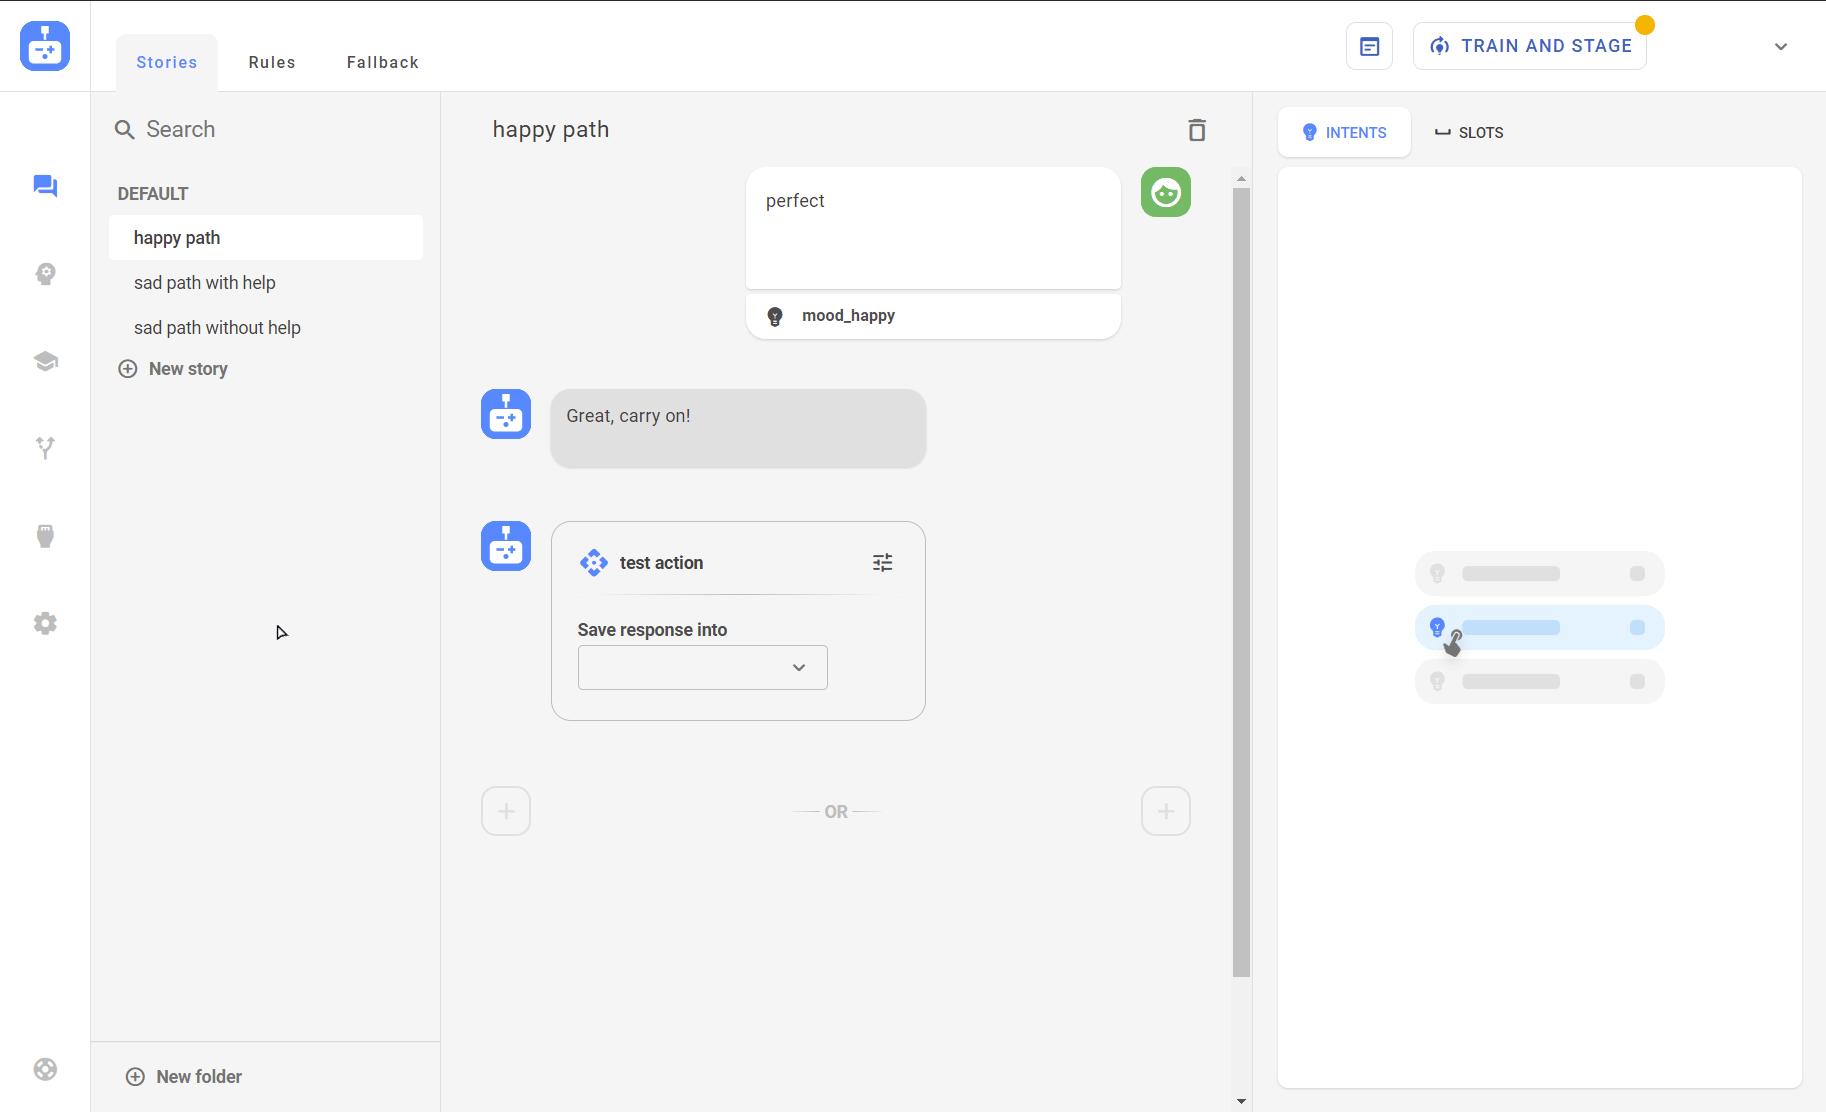 Stories
Rules
Fallback
TRAIN AND STAGE
Search
DEFAULT
happy path
sad path with help
sad path without help
New story
New folder
happy path
perfect
mood_happy
Great, carry on!
test action
Save response into
OR
INTENTS
SLOTS